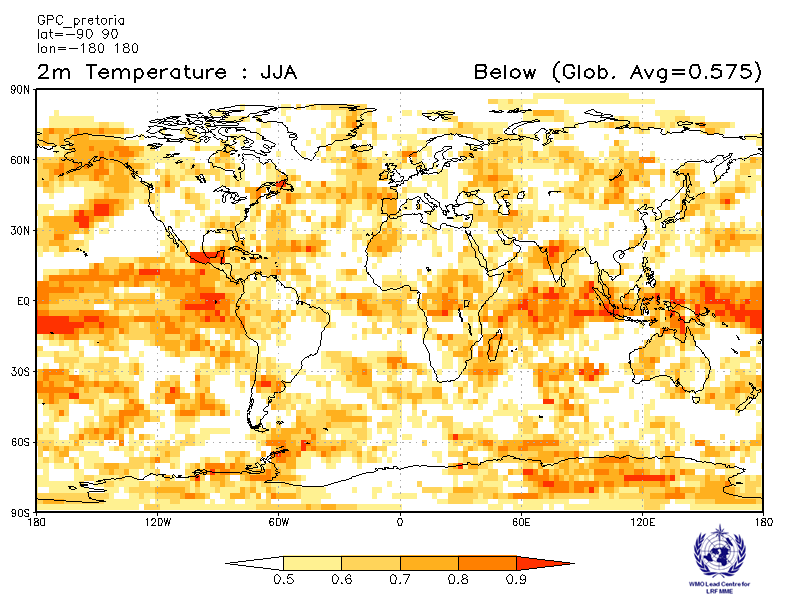 GPC_pretoria
lat=-90 90
lon=-180 180
2m Temperature : JJA Below (Glob. Avg=0.575)
90N
60N
30N
EQ
30S
60S
90S
180 120W 60W 0 60E 120E 180
0.5 0.6 0.7 0.8 0.9
WMO Lead Centre for
LRF MME